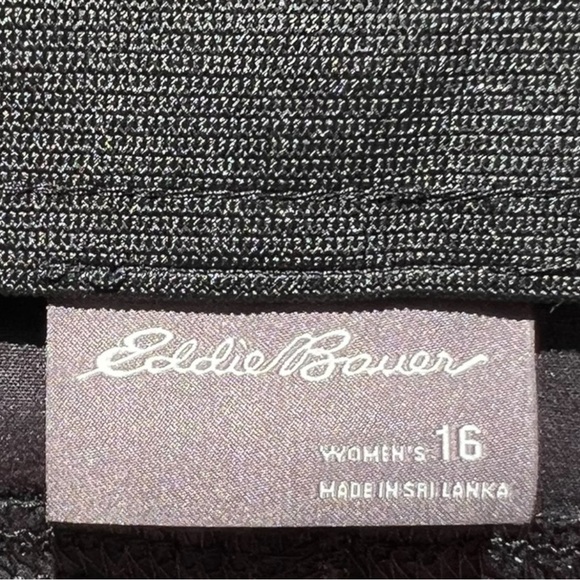 Eddie Bauer
WOMEN'S 16
MADE IN SRI LANKA